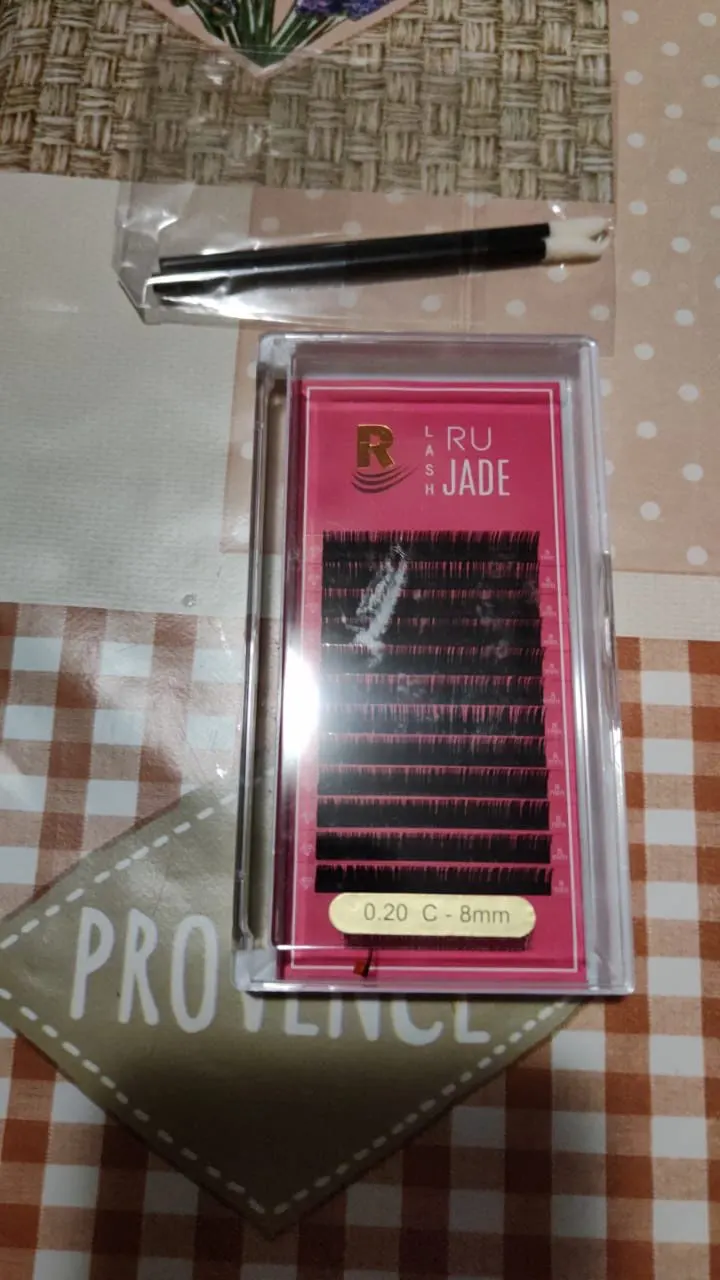 R
LASH
RU
JADE
0.20 C - 8mm
PROVENCE